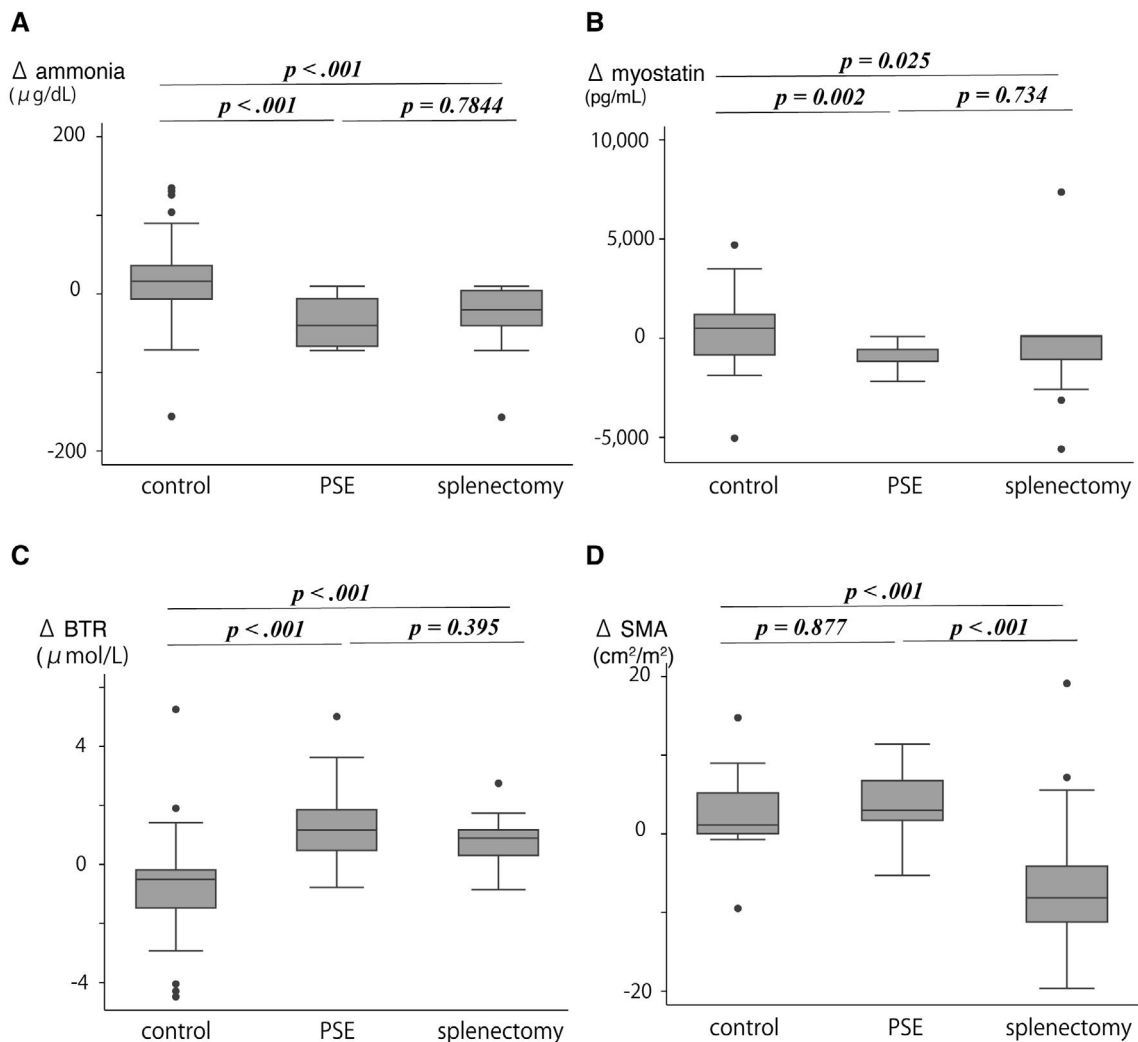 A
Δ ammonia
(μg/dL)
p < .001
p < .001
p = 0.7844
200
0
-200
control
PSE
splenectomy
B
Δ myostatin
(pg/mL)
p = 0.025
p = 0.002
p = 0.734
10,000
5,000
0
-5,000
control
PSE
splenectomy
C
Δ BTR
(μmol/L)
p < .001
p < .001
p = 0.395
4
0
-4
control
PSE
splenectomy
D
Δ SMA
(cm²/m²)
p < .001
p = 0.877
p < .001
20
0
-20
control
PSE
splenectomy